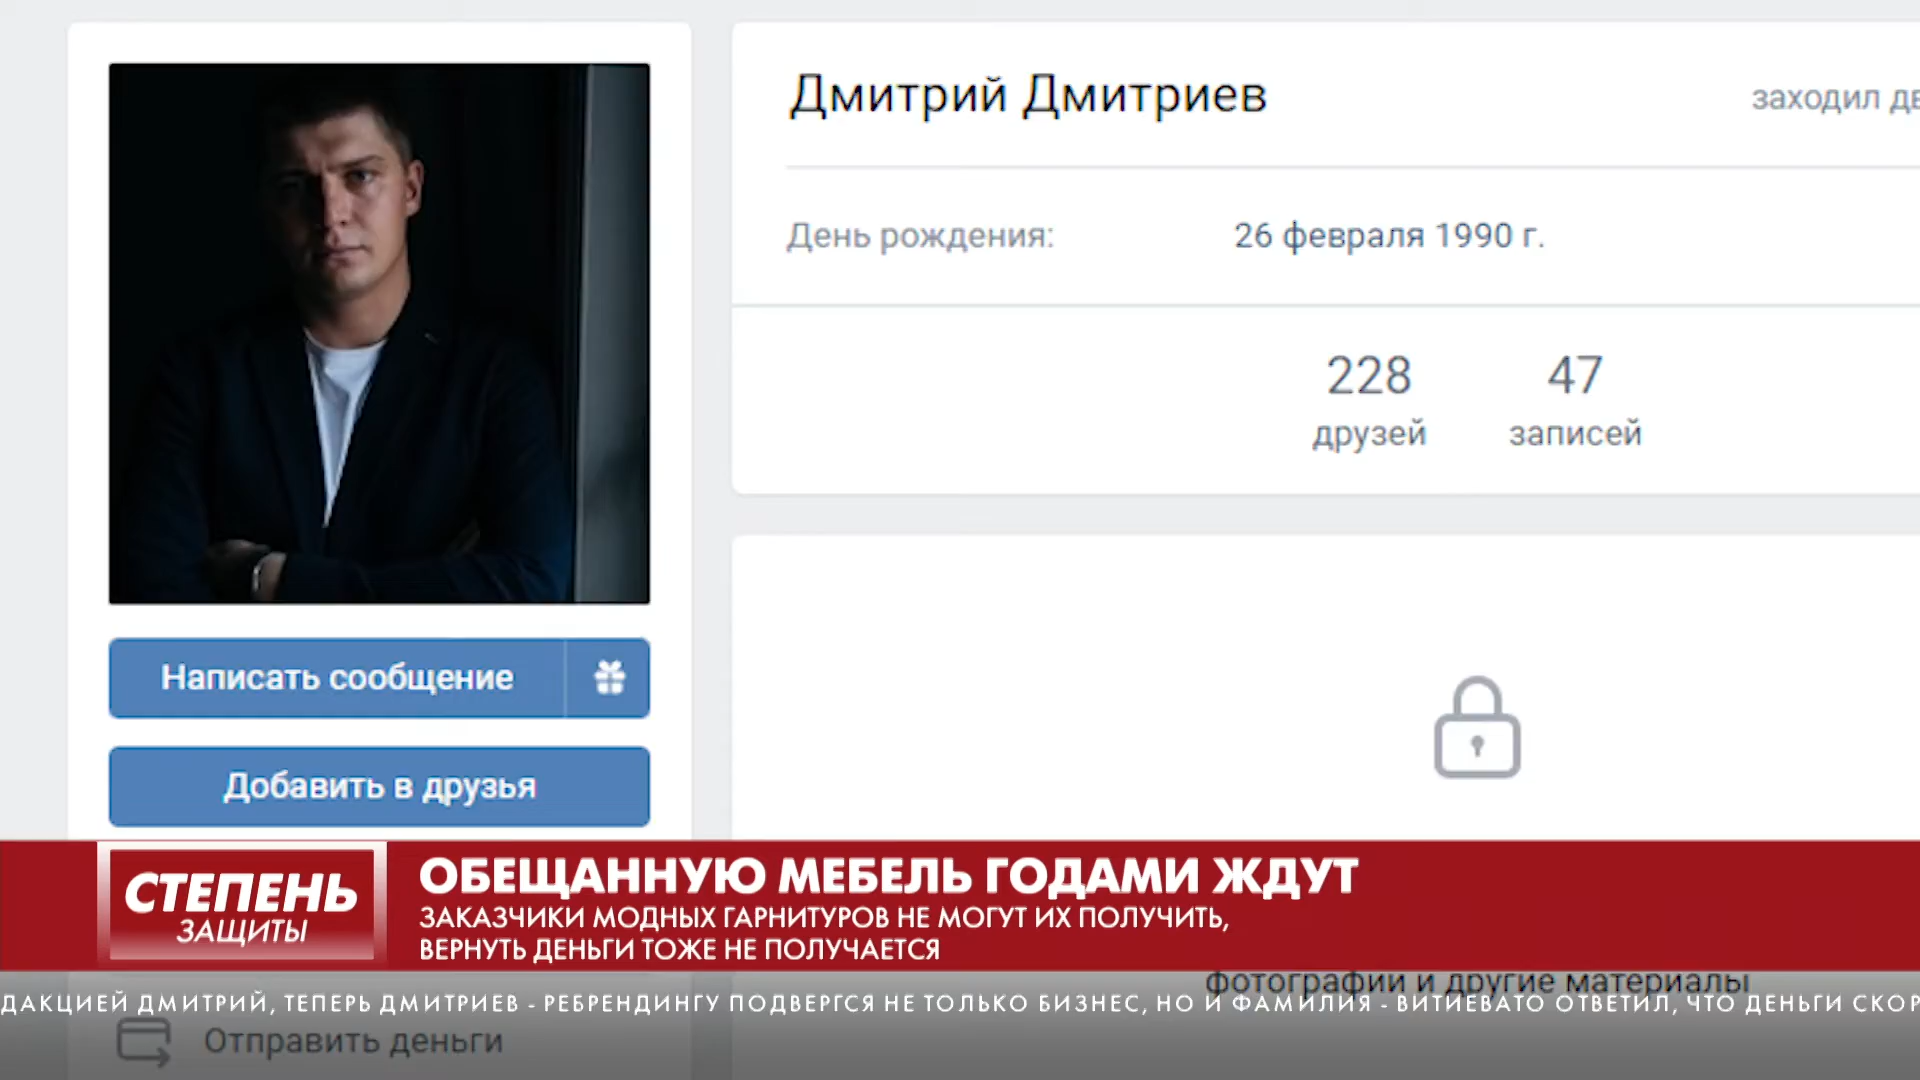 Дмитрий Дмитриев
заходил
День рождения: 26 февраля 1990 г.
228 47
друзей записей
Написать сообщение
Добавить в друзья
СТЕПЕНЬ
ЗАЩИТЫ
ОБЕЩАННУЮ МЕБЕЛЬ ГОДАМИ ЖДУТ
ЗАКАЗЧИКИ МОДНЫХ ГАРНИТУРОВ НЕ МОГУТ ИХ ПОЛУЧИТЬ,
ВЕРНУТЬ ДЕНЬГИ ТОЖЕ НЕ ПОЛУЧАЕТСЯ
фотографии и другие материалы
ДАКЦИЕЙ ДМИТРИЙ, ТЕПЕРЬ ДМИТРИЕВ - РЕБРЕНДИНГУ ПОДВЕРГСЯ НЕ ТОЛЬКО БИЗНЕС, НО И ФАМИЛИЯ - ВИТИЕВАТО ОТВЕТИЛ, ЧТО ДЕНЬГИ СКОР
Отправить деньги